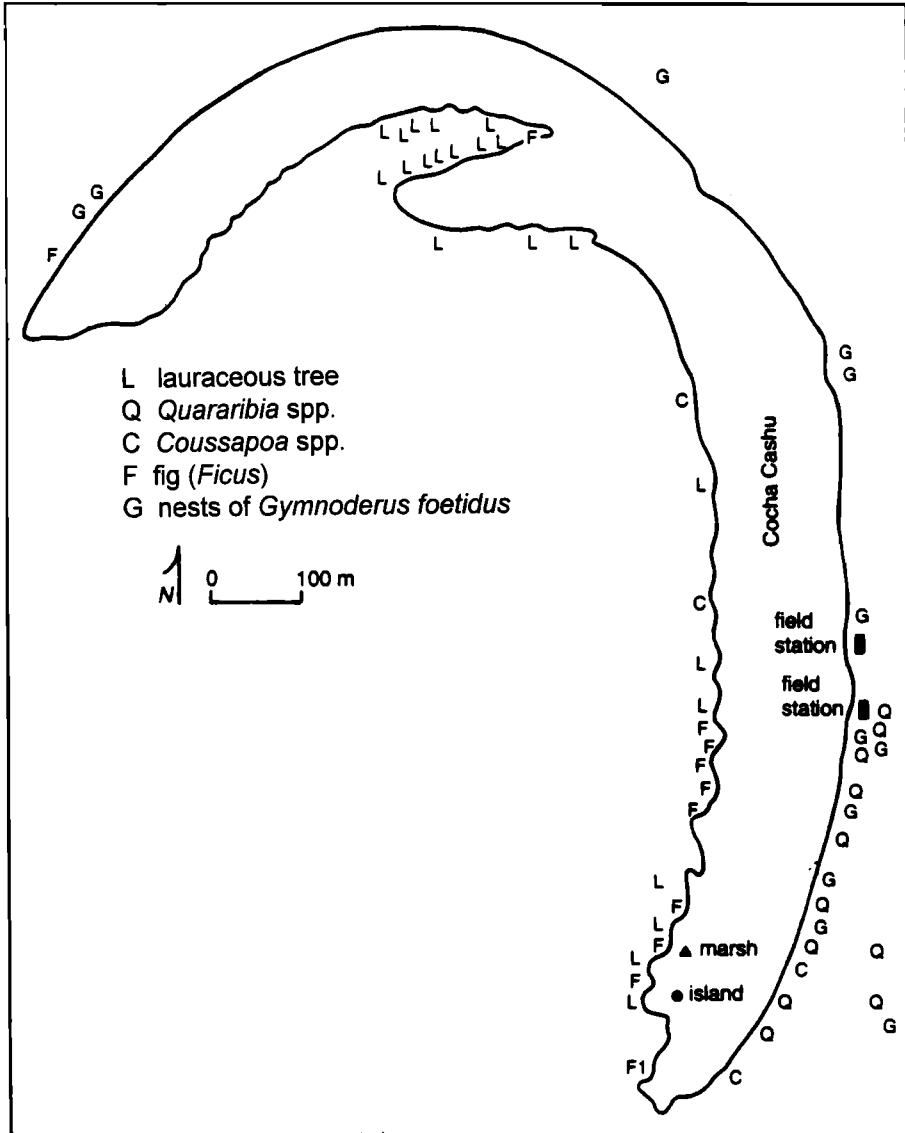 G
L L L L L F
L L L L L L L
G
G
F
L L L
L lauraceous tree
Q Quararibia spp.
C Coussapoa spp.
F fig (Ficus)
G nests of Gymnoderus foetidus
N
0 100 m
G
G
C
L
Cocha Cashu
C
G
field
station
L
field
station
L
Q
F
Q
F
G
G
Q
F
F
Q
F
G
Q
L
G
F
Q
L
G
F
Q
marsh
Q
L
C
F
island
L
Q
Q
G
Q
F1
C